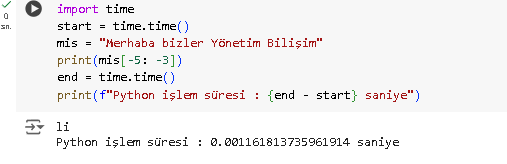 import time
0
sn.
start = time.time()
mis = "Merhaba bizler Yönetim Bilişim"
print(mis[-5: -3])
end = time.time()
print(f"Python işlem süresi : {end - start} saniye")
li
Python işlem süresi : 0.001161813735961914 saniye